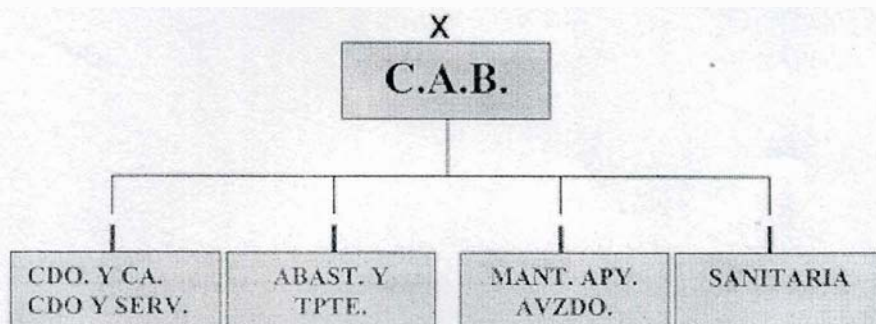 X
C.A.B.
I
I
I
I
CDO. Y CA.
CDO Y SERV.
ABAST. Y
TPTE.
MANT. APY.
AVZDO.
SANITARIA